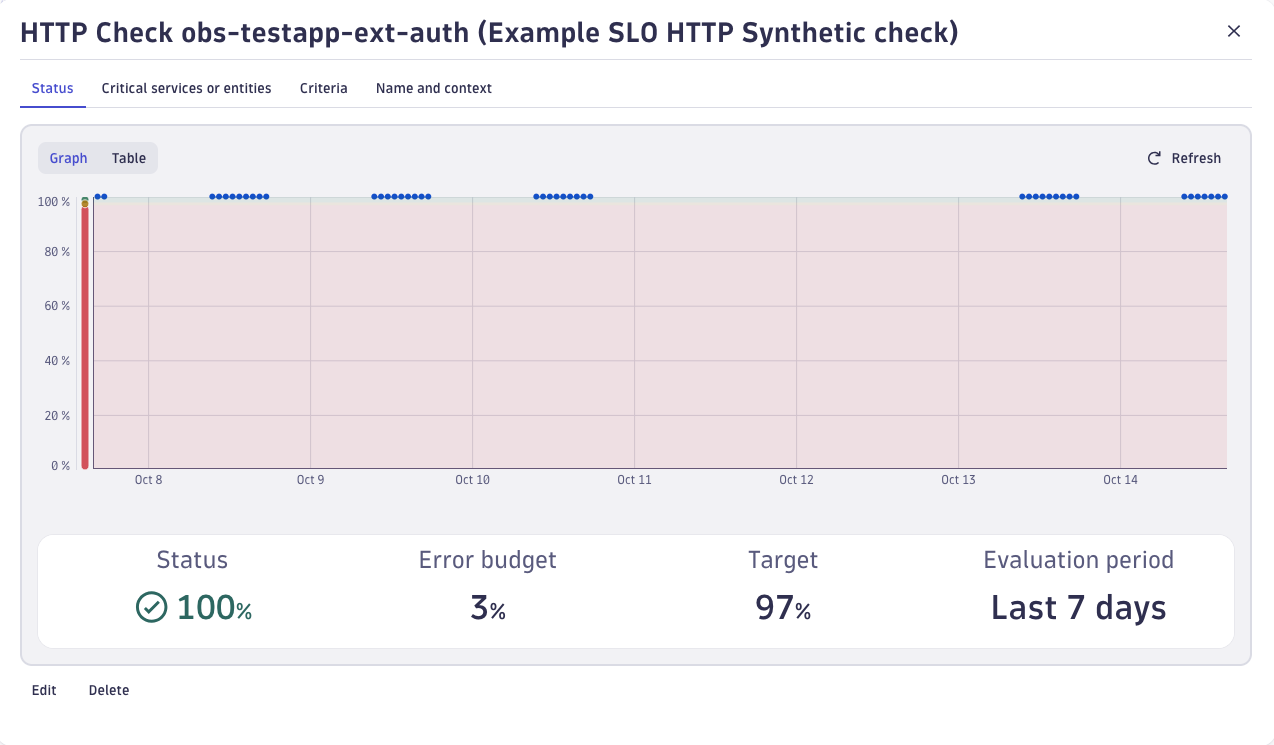 HTTP Check obs-testapp-ext-auth (Example SLO HTTP Synthetic check)
Status Critical services or entities Criteria Name and context
Graph Table Refresh
100 %
80 %
60 %
40 %
20 %
0 %
Oct 8 Oct 9 Oct 10 Oct 11 Oct 12 Oct 13 Oct 14
Status Error budget Target Evaluation period
100% 3% 97% Last 7 days
Edit Delete